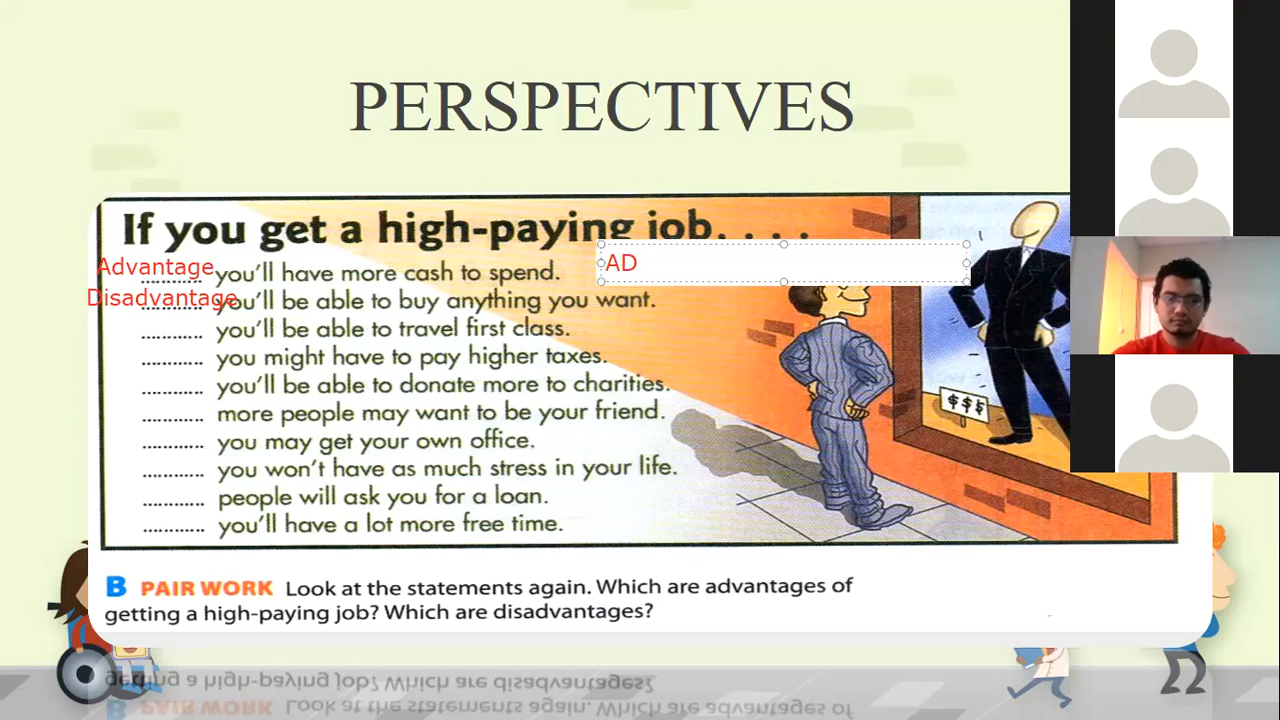 PERSPECTIVES
If you get a high-paying job. . . .
AD
Advantage you'll have more cash to spend.
Disadvantage you'll be able to buy anything you want.
............ you'll be able to travel first class.
............ you might have to pay higher taxes.
............ you'll be able to donate more to charities.
............ more people may want to be your friend.
............ you may get your own office.
............ you won't have as much stress in your life.
............ people will ask you for a loan.
............ you'll have a lot more free time.
$$$
B PAIR WORK Look at the statements again. Which are advantages of
getting a high-paying job? Which are disadvantages?